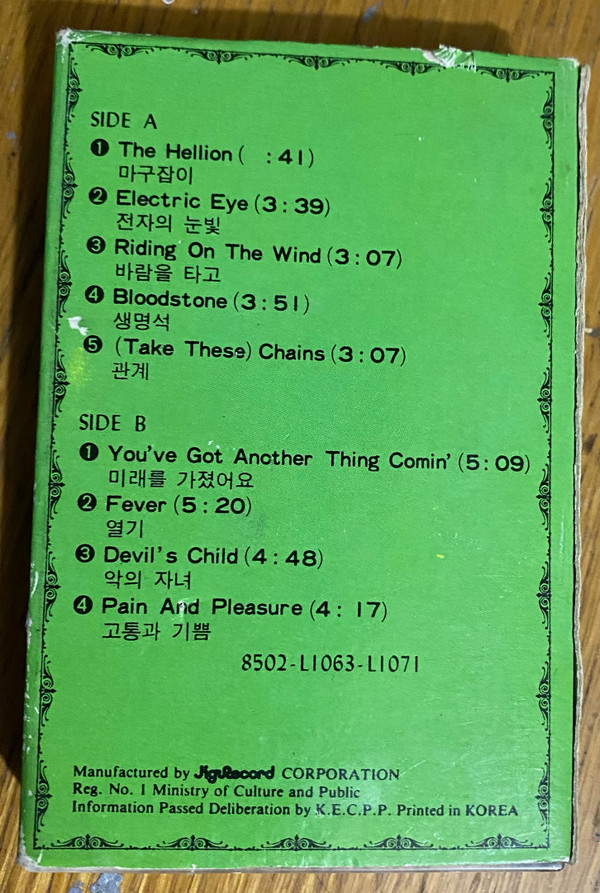 SIDE A
❶ The Hellion ( :41)
마구잡이
❷ Electric Eye (3:39)
전자의 눈빛
❸ Riding On The Wind (3:07)
바람을 타고
❹ Bloodstone (3:51)
생명석
❺ (Take These) Chains (3:07)
관계
SIDE B
❶ You've Got Another Thing Comin' (5:09)
미래를 가졌어요
❷ Fever (5:20)
열기
❸ Devil's Child (4:48)
악의 자녀
❹ Pain And Pleasure (4: 17)
고통과 기쁨
8502-L1063-L1071
Manufactured by JiguRecord CORPORATION
Reg. No. 1 Ministry of Culture and Public
Information Passed Deliberation by K.E.C.P.P. Printed in KOREA